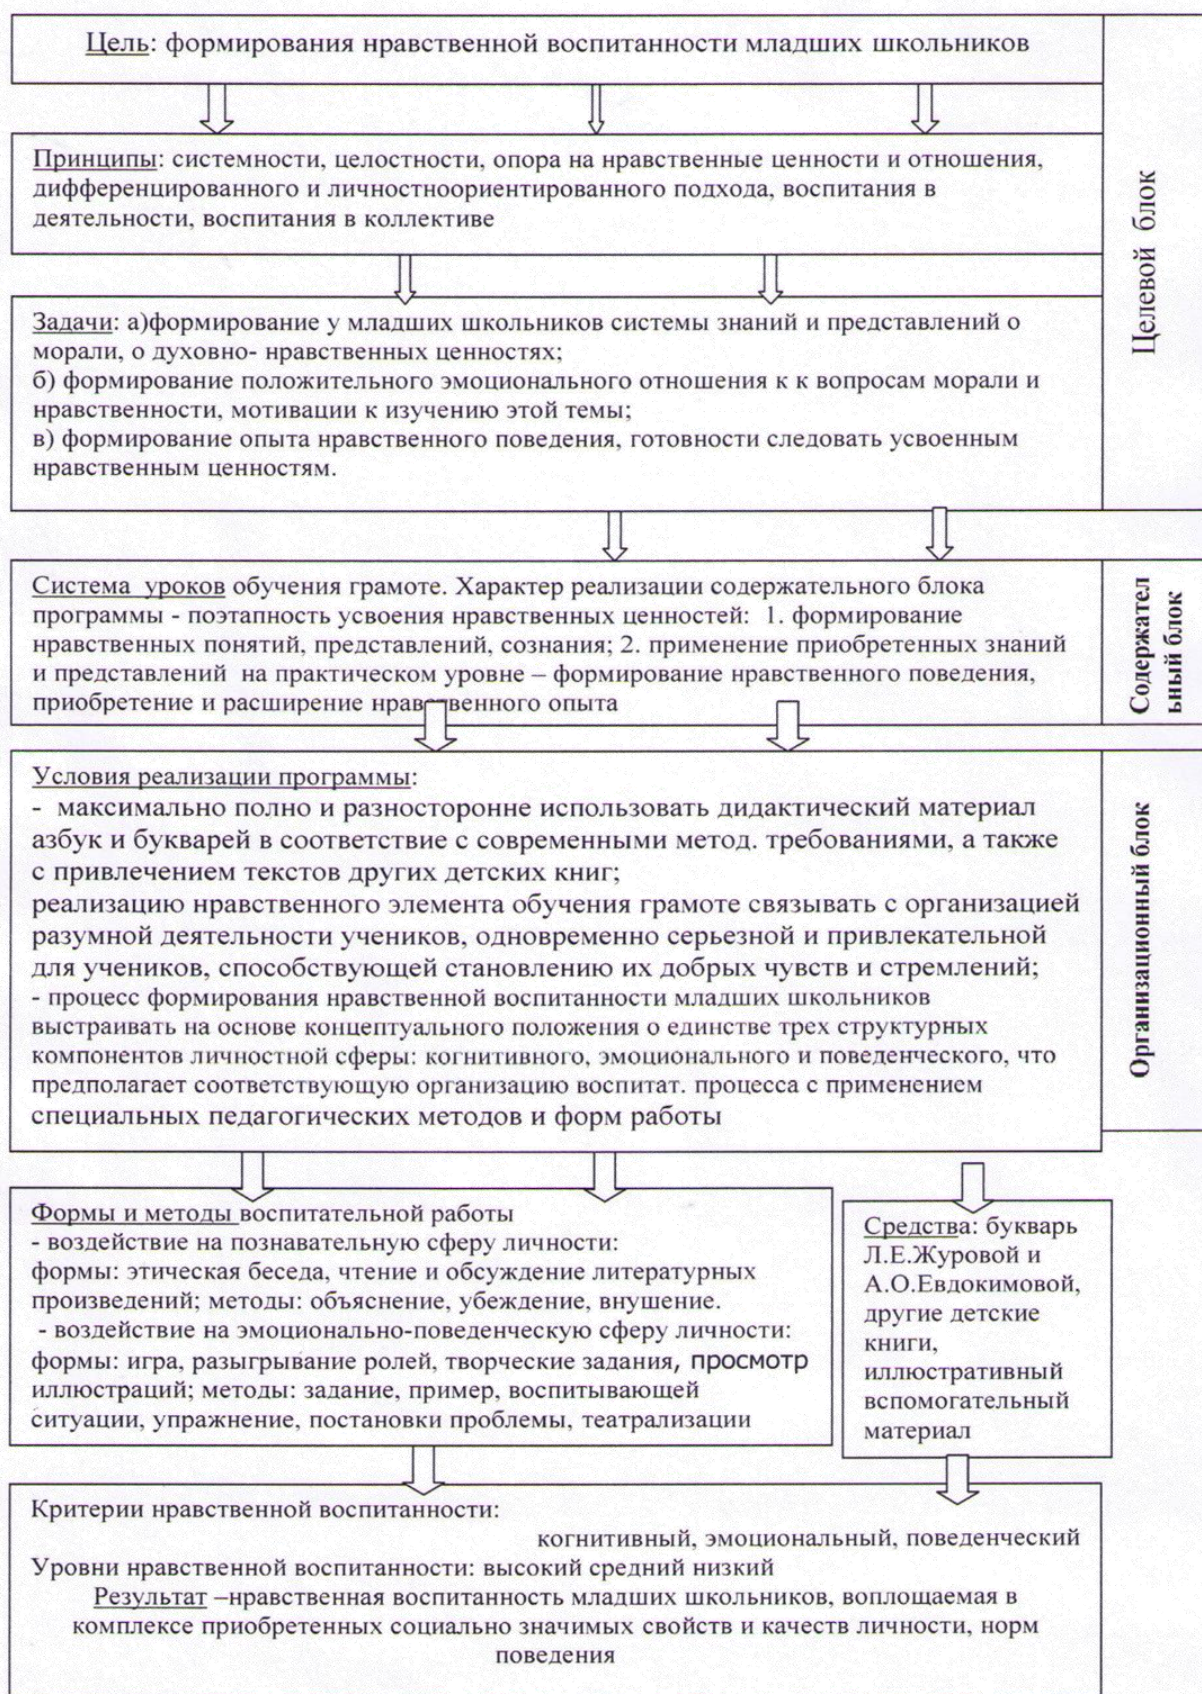 Цель: формирования нравственной воспитанности младших школьников
Принципы: системности, целостности, опора на нравственные ценности и отношения,
дифференцированного и личностноориентированного подхода, воспитания в
деятельности, воспитания в коллективе
Задачи: а)формирование у младших школьников системы знаний и представлений о
морали, о духовно- нравственных ценностях;
б) формирование положительного эмоционального отношения к к вопросам морали и
нравственности, мотивации к изучению этой темы;
в) формирование опыта нравственного поведения, готовности следовать усвоенным
нравственным ценностям.
Целевой блок
Система уроков обучения грамоте. Характер реализации содержательного блока
программы - поэтапность усвоения нравственных ценностей: 1. формирование
нравственных понятий, представлений, сознания; 2. применение приобретенных знаний
и представлений на практическом уровне – формирование нравственного поведения,
приобретение и расширение нравственного опыта
Содержател
ьный блок
Условия реализации программы:
- максимально полно и разносторонне использовать дидактический материал
азбук и букварей в соответствие с современными метод. требованиями, а также
с привлечением текстов других детских книг;
реализацию нравственного элемента обучения грамоте связывать с организацией
разумной деятельности учеников, одновременно серьезной и привлекательной
для учеников, способствующей становлению их добрых чувств и стремлений;
- процесс формирования нравственной воспитанности младших школьников
выстраивать на основе концептуального положения о единстве трех структурных
компонентов личностной сферы: когнитивного, эмоционального и поведенческого, что
предполагает соответствующую организацию воспитат. процесса с применением
специальных педагогических методов и форм работы
Организационный блок
Формы и методы воспитательной работы
- воздействие на познавательную сферу личности:
формы: этическая беседа, чтение и обсуждение литературных
произведений; методы: объяснение, убеждение, внушение.
- воздействие на эмоционально-поведенческую сферу личности:
формы: игра, разыгрывание ролей, творческие задания, просмотр
иллюстраций; методы: задание, пример, воспитывающей
ситуации, упражнение, постановки проблемы, театрализации
Средства: букварь
Л.Е.Журовой и
А.О.Евдокимовой,
другие детские
книги,
иллюстративный
вспомогательный
материал
Критерии нравственной воспитанности:
когнитивный, эмоциональный, поведенческий
Уровни нравственной воспитанности: высокий средний низкий
Результат –нравственная воспитанность младших школьников, воплощаемая в
комплексе приобретенных социально значимых свойств и качеств личности, норм
поведения